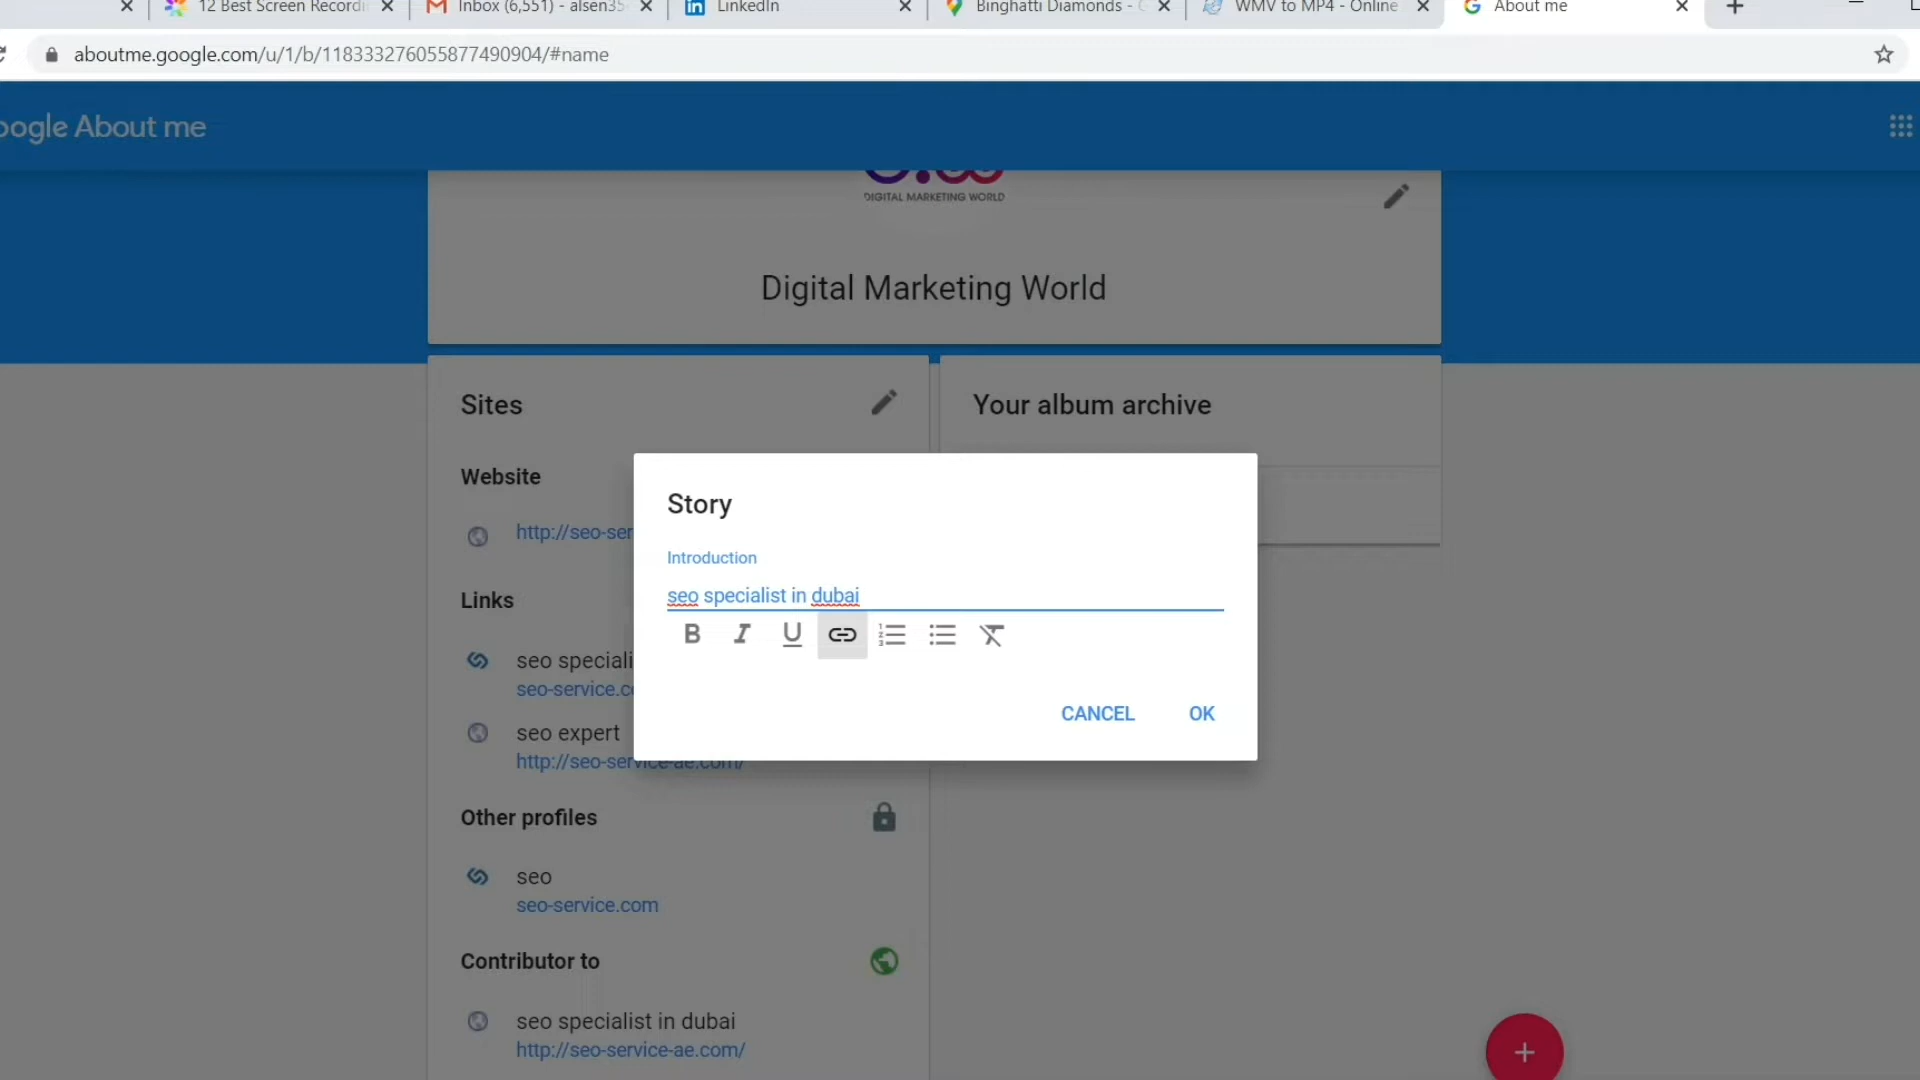 12 Best Screen Recordi
Inbox (6,551) - alsen35
LinkedIn
Binghatti Diamonds - G
WMV to MP4 - Online
About me
aboutme.google.com/u/1/b/118333276055877490904/#name
oogle About me
DIGITAL MARKETING WORLD
Digital Marketing World
Sites
Your album archive
Website
http://seo-ser
Story
Introduction
seo specialist in dubai
Links
B I U
seo speciali
seo-service.co
CANCEL OK
seo expert
http://seo-service-ae.com/
Other profiles
seo
seo-service.com
Contributor to
seo specialist in dubai
http://seo-service-ae.com/